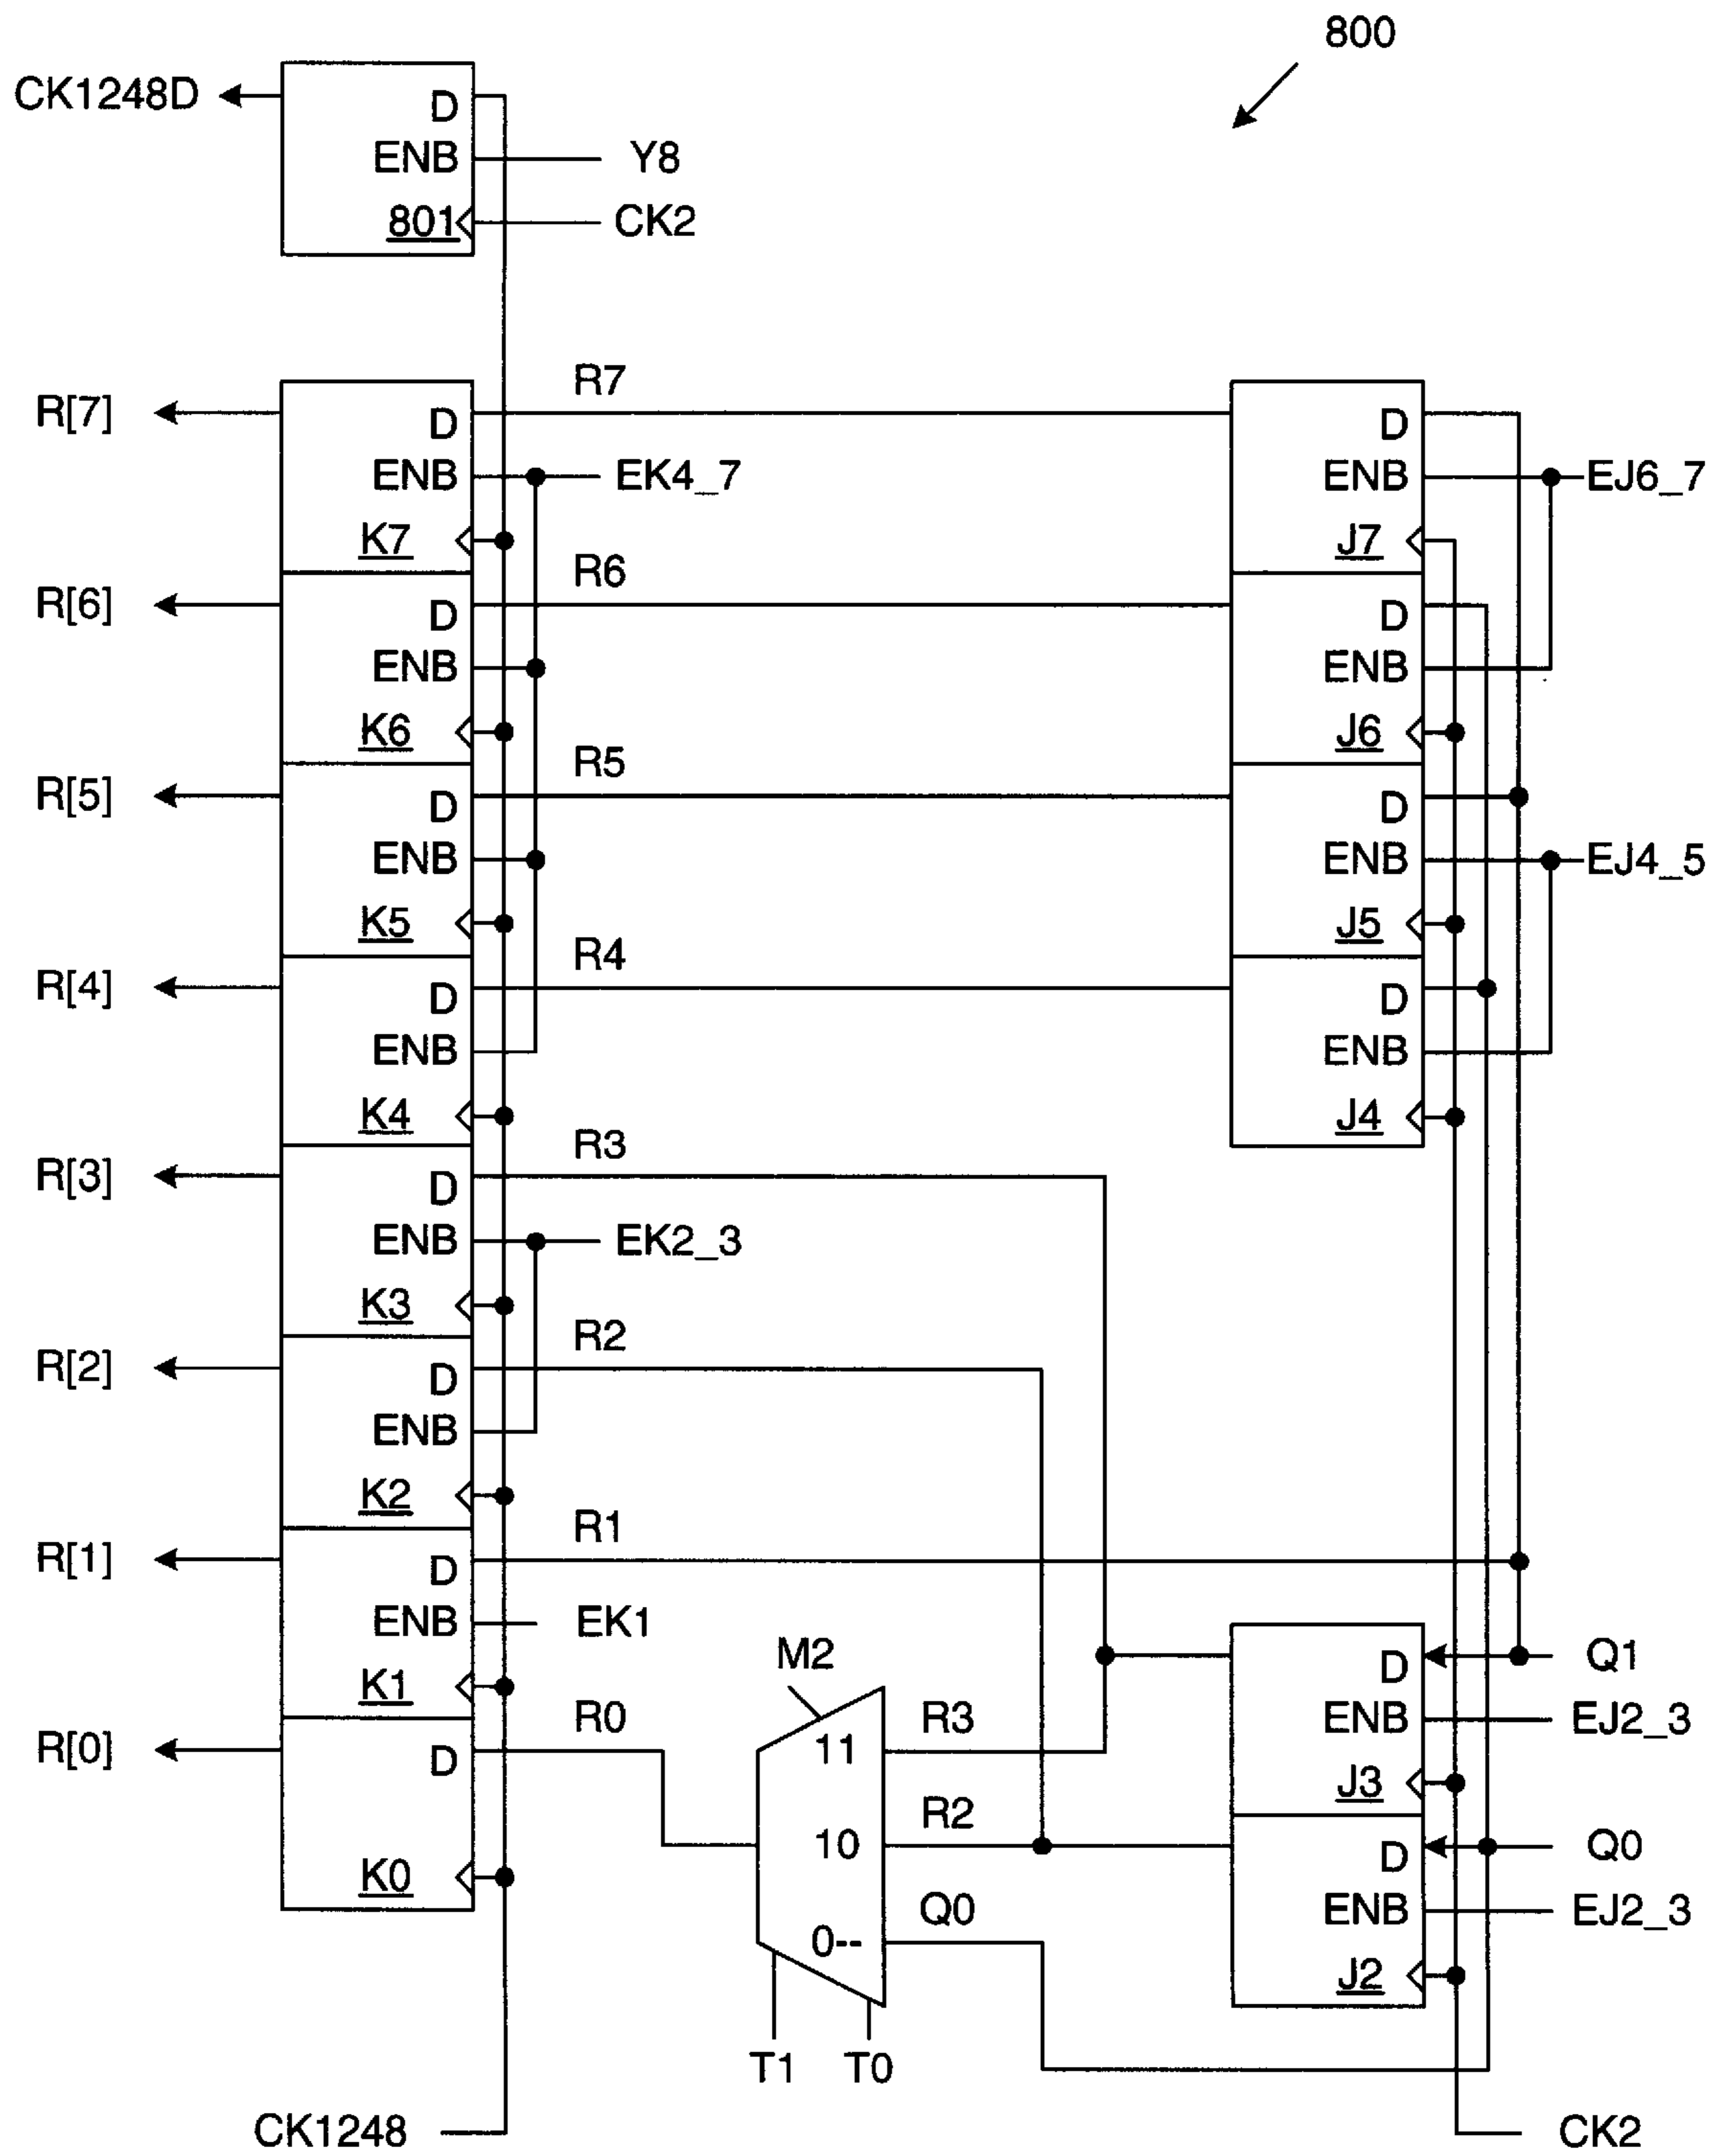 800
CK1248D
D
ENB Y8
801 CK2
R[7] D R7 D
ENB EK4_7 ENB EJ6_7
K7 J7
R[6] D R6 D
ENB ENB
K6 J6
R[5] D R5 D
ENB ENB EJ4_5
K5 J5
R[4] D R4 D
ENB ENB
K4 J4
R[3] D R3
ENB EK2_3
K3
R[2] D R2
ENB
K2
R[1] D R1
ENB EK1
K1
M2
D Q1
ENB EJ2_3
J3
R[0] D R0
11 R3
10 R2
0-- Q0
K0
D Q0
ENB EJ2_3
J2
T1 T0
CK1248 CK2